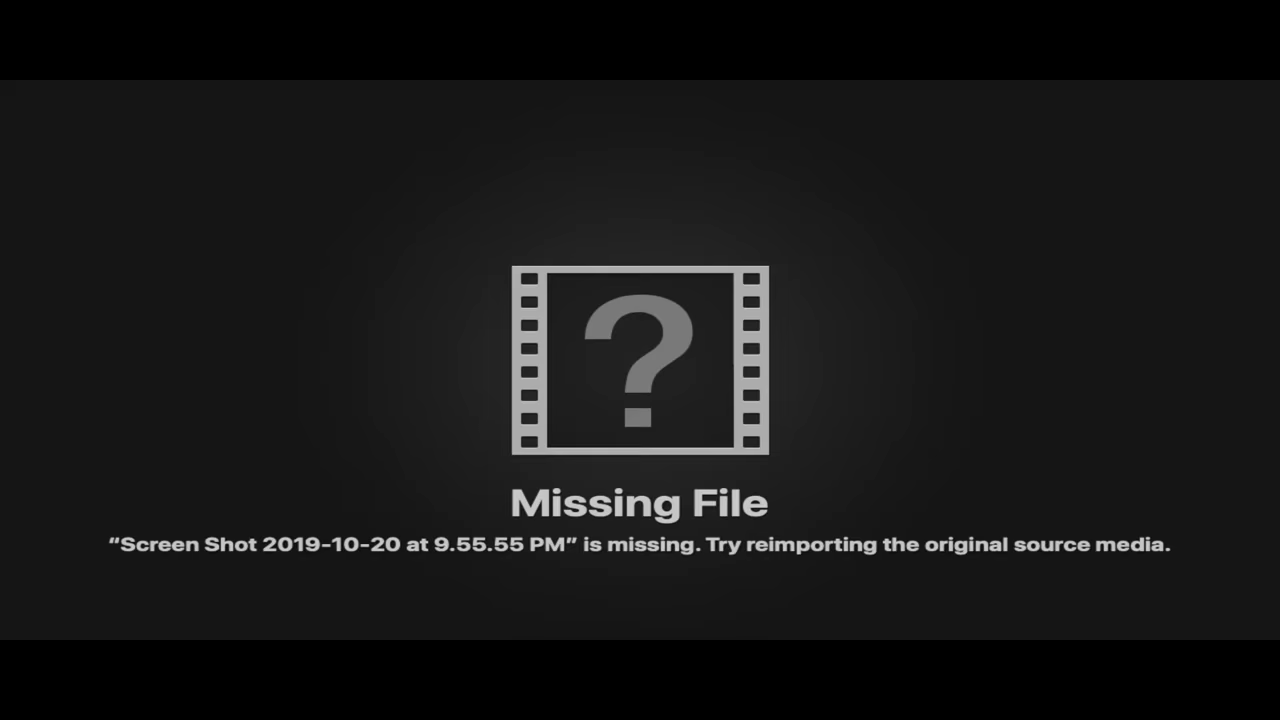 ?
Missing File
“Screen Shot 2019-10-20 at 9.55.55 PM” is missing. Try reimporting the original source media.